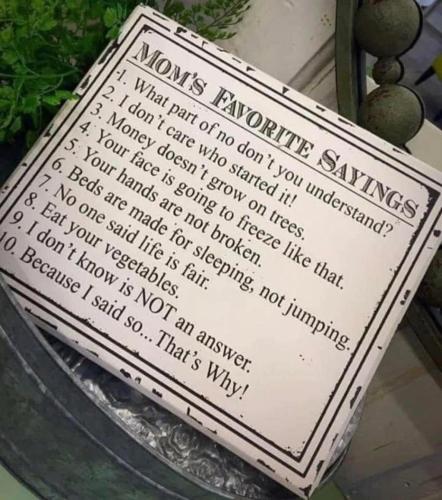 MOM'S FAVORITE SAYINGS
1. What part of no don't you understand?
2. I don't care who started it!
3. Money doesn't grow on trees.
4. Your face is going to freeze like that.
5. Your hands are not broken.
6. Beds are made for sleeping, not jumping.
7. No one said life is fair.
8. Eat your vegetables.
9. I don't know is NOT an answer.
10. Because I said so... That's Why!